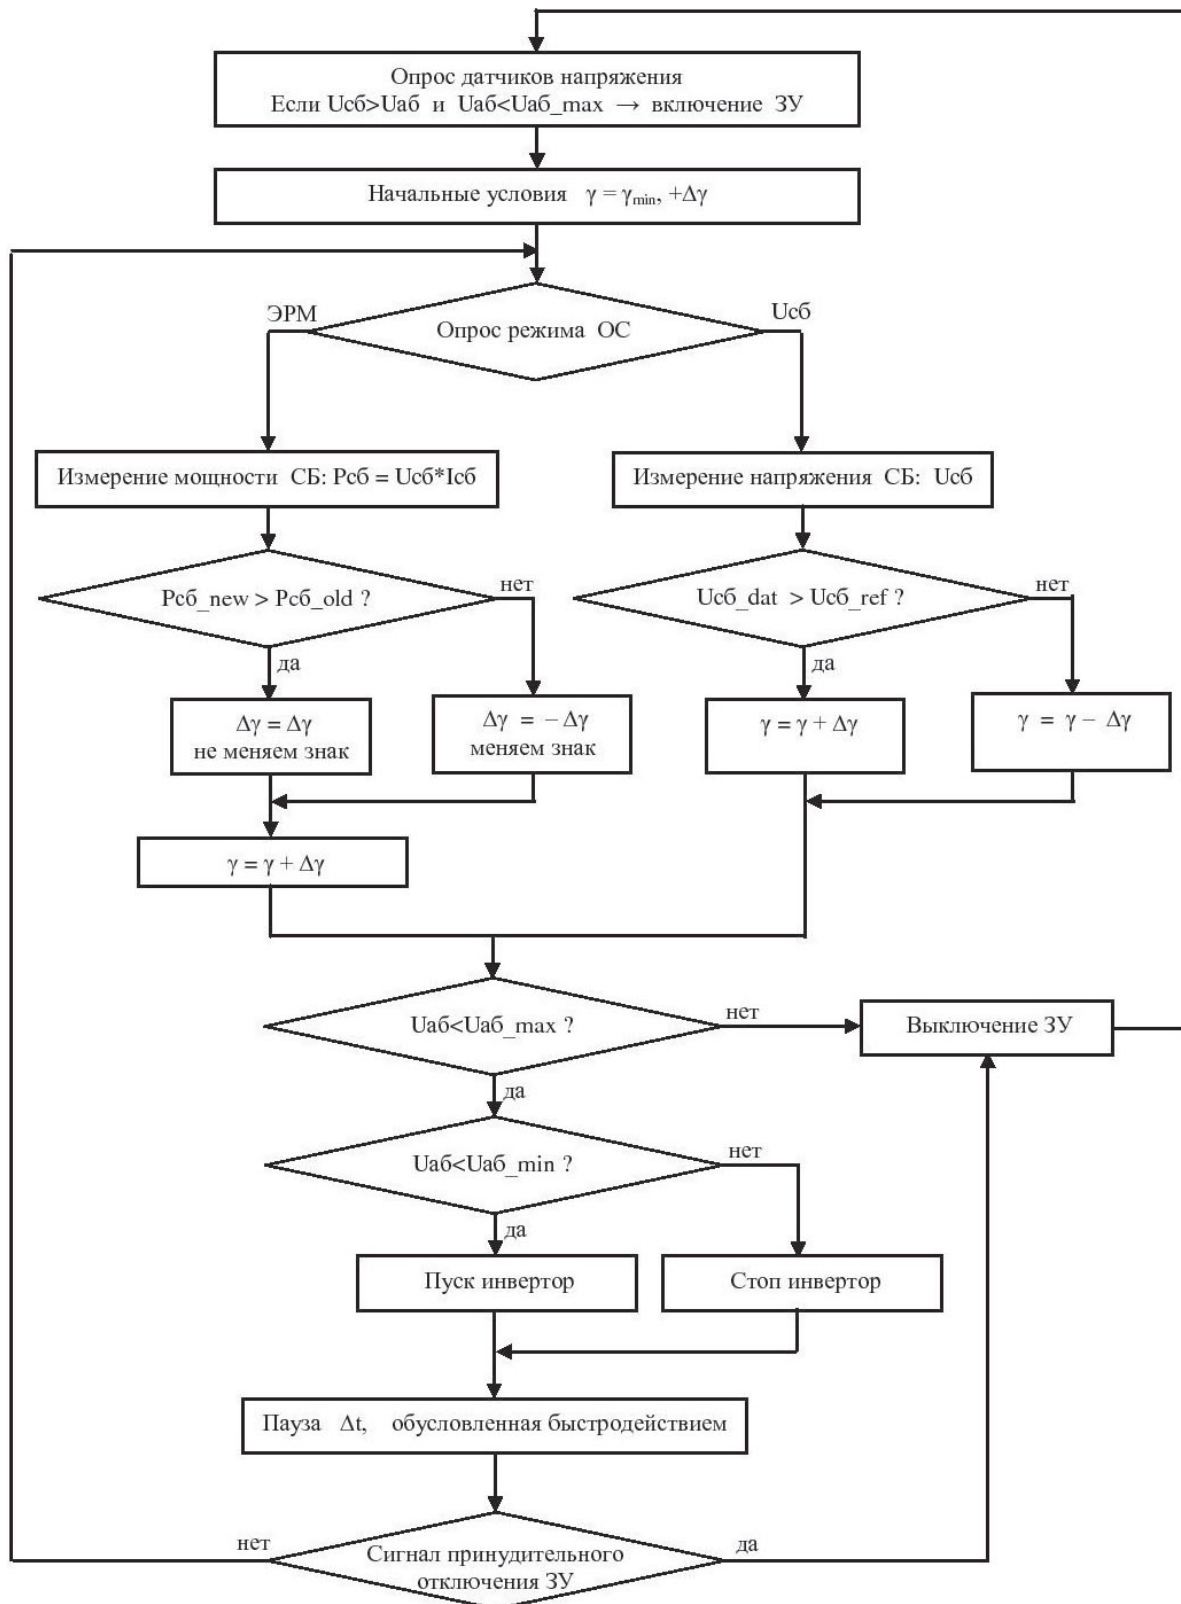 Опрос датчиков напряжения
Если Uсб>Uаб и Uаб<Uаб_max → включение ЗУ
Начальные условия γ = γmin, +Δγ
ЭРМ
Uсб
Опрос режима ОС
Измерение мощности СБ: Pсб = Uсб*Iсб
Измерение напряжения СБ: Uсб
Pсб_new > Pсб_old ?
нет
Uсб_dat > Uсб_ref ?
нет
да
да
Δγ = Δγ
не меняем знак
Δγ = – Δγ
меняем знак
γ = γ + Δγ
γ = γ – Δγ
γ = γ + Δγ
Uаб<Uаб_max ?
нет
Выключение ЗУ
да
Uаб<Uаб_min ?
нет
да
Пуск инвертор
Стоп инвертор
Пауза Δt, обусловленная быстродействием
нет
Сигнал принудительного
отключения ЗУ
да